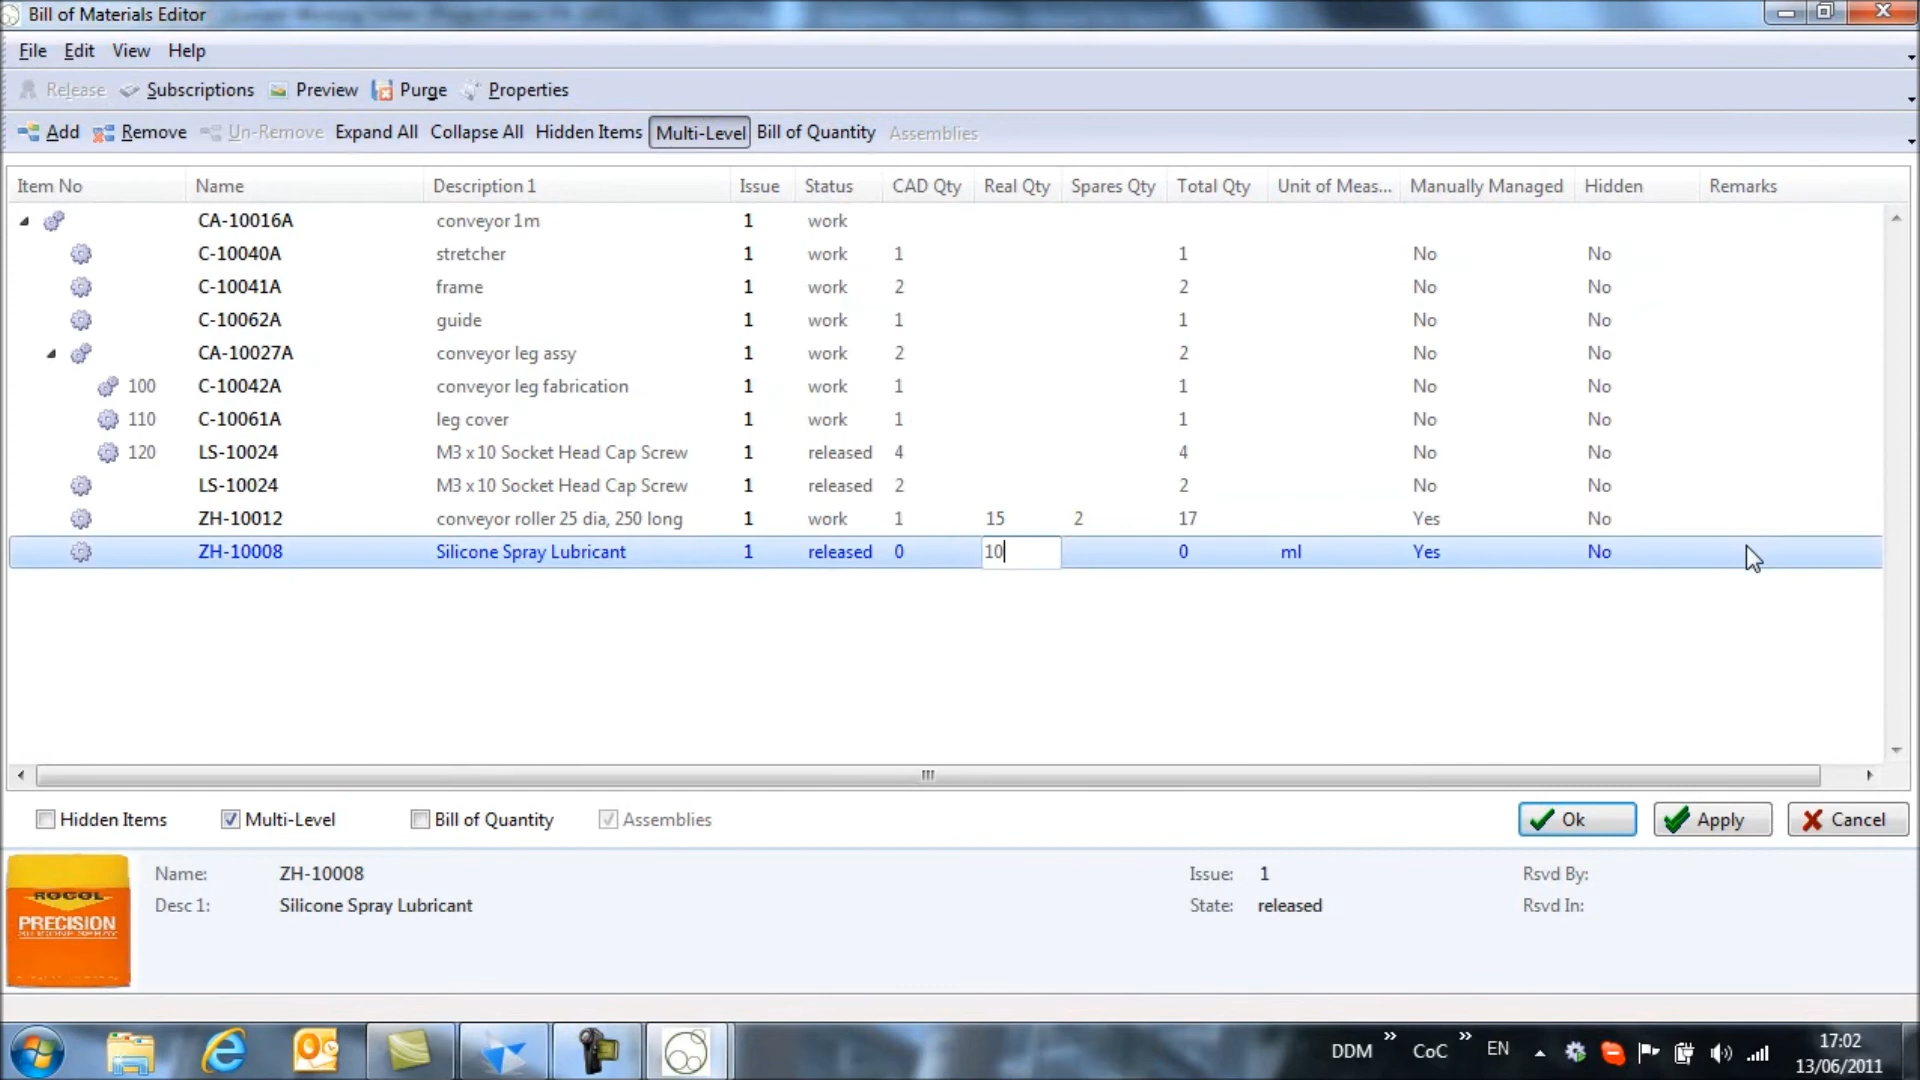 Bill of Materials Editor
File Edit View Help
Release Subscriptions Preview Purge Properties
Add Remove Un-Remove Expand All Collapse All Hidden Items Multi-Level Bill of Quantity Assemblies
Item No Name Description 1 Issue Status CAD Qty Real Qty Spares Qty Total Qty Unit of Meas... Manually Managed Hidden Remarks
CA-10016A conveyor 1m 1 work
C-10040A stretcher 1 work 1 1 No No
C-10041A frame 1 work 2 2 No No
C-10062A guide 1 work 1 1 No No
CA-10027A conveyor leg assy 1 work 2 2 No No
100 C-10042A conveyor leg fabrication 1 work 1 1 No No
110 C-10061A leg cover 1 work 1 1 No No
120 LS-10024 M3 x 10 Socket Head Cap Screw 1 released 4 4 No No
LS-10024 M3 x 10 Socket Head Cap Screw 1 released 2 2 No No
ZH-10012 conveyor roller 25 dia, 250 long 1 work 1 15 2 17 Yes No
ZH-10008 Silicone Spray Lubricant 1 released 0 10 0 ml Yes No
Hidden Items Multi-Level Bill of Quantity Assemblies Ok Apply Cancel
Name: ZH-10008 Issue: 1 Rsvd By:
Desc 1: Silicone Spray Lubricant State: released Rsvd In:
ROCOL
PRECISION
SILICONE SPRAY
DDM » CoC » EN 17:02
13/06/2011